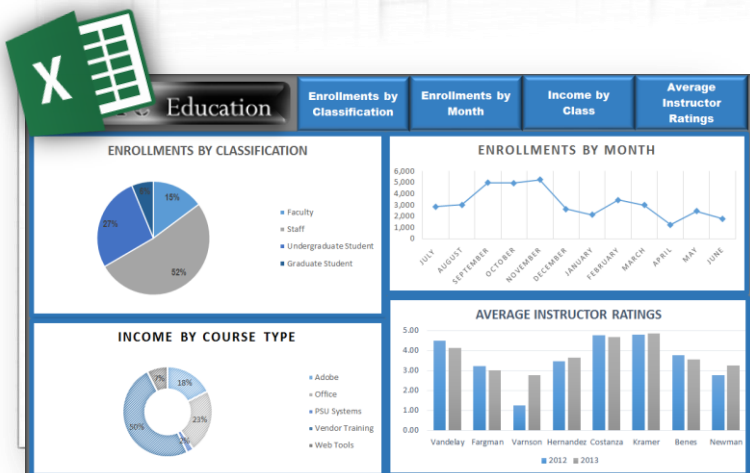 X
Education
Enrollments by
Classification
Enrollments by
Month
Income by
Class
Average
Instructor
Ratings
ENROLLMENTS BY CLASSIFICATION
15%
52%
27%
6%
Faculty
Staff
Undergraduate Student
Graduate Student
ENROLLMENTS BY MONTH
6,000
5,000
4,000
3,000
2,000
1,000
0
JULY
AUGUST
SEPTEMBER
OCTOBER
NOVEMBER
DECEMBER
JANUARY
FEBRUARY
MARCH
APRIL
MAY
JUNE
INCOME BY COURSE TYPE
18%
23%
2%
50%
7%
Adobe
Office
PSU Systems
Vendor Training
Web Tools
AVERAGE INSTRUCTOR RATINGS
5.00
4.00
3.00
2.00
1.00
0.00
Vandelay Fargman Varnson Hernandez Costanza Kramer Benes Newman
2012 2013